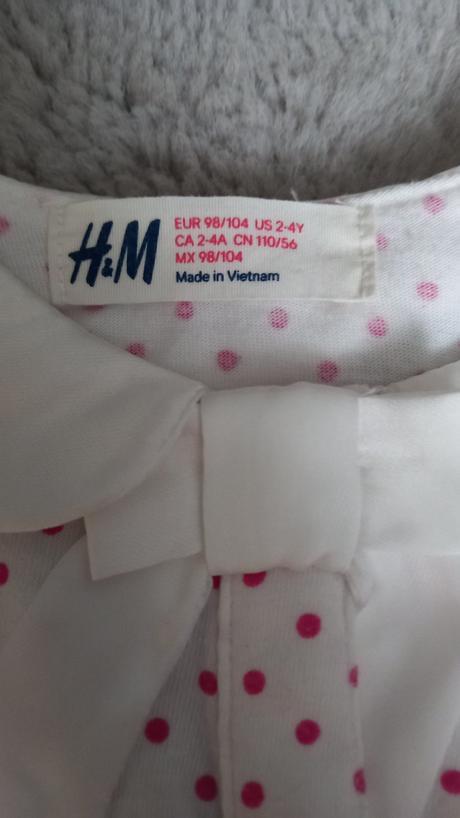 H&M
EUR 98/104 US 2-4Y
CA 2-4A CN 110/56
MX 98/104
Made in Vietnam